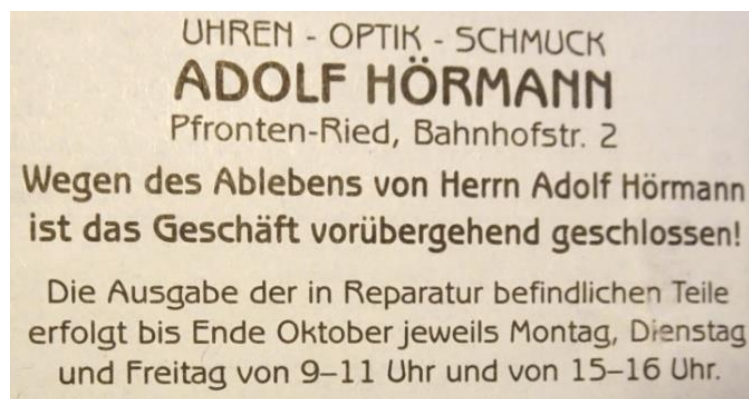 UHREN - OPTIK - SCHMUCK
ADOLF HÖRMANN
Pfronten-Ried, Bahnhofstr. 2
Wegen des Ablebens von Herrn Adolf Hörmann
ist das Geschäft vorübergehend geschlossen!
Die Ausgabe der in Reparatur befindlichen Teile
erfolgt bis Ende Oktober jeweils Montag, Dienstag
und Freitag von 9–11 Uhr und von 15–16 Uhr.